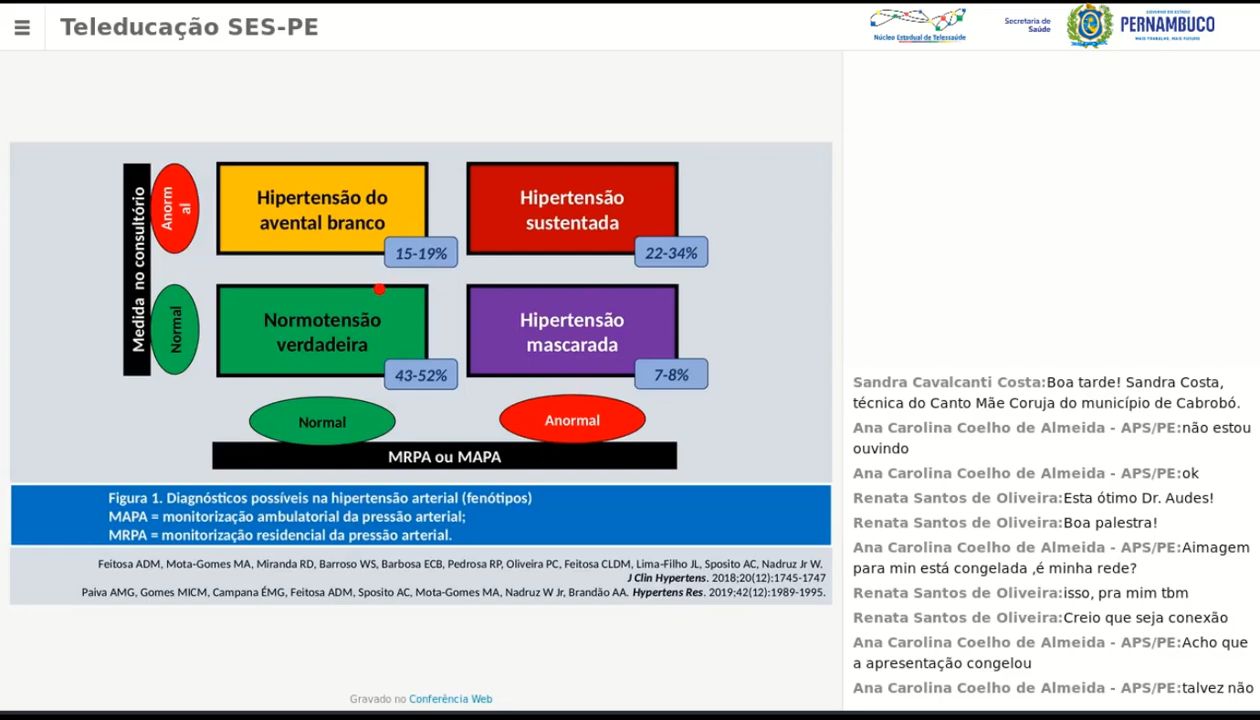 Teleducação SES-PE
Núcleo Estadual de Telessaúde
Secretaria de
Saúde
GOVERNO DO ESTADO
PERNAMBUCO
MAIS TRABALHO, MAIS FUTURO
Medida no consultório
Anorm
al
Hipertensão do
avental branco
15-19%
Hipertensão
sustentada
22-34%
Normal
Normotensão
verdadeira
43-52%
Hipertensão
mascarada
7-8%
Normal
Anormal
MRPA ou MAPA
Figura 1. Diagnósticos possíveis na hipertensão arterial (fenótipos)
MAPA = monitorização ambulatorial da pressão arterial;
MRPA = monitorização residencial da pressão arterial.
Feitosa ADM, Mota-Gomes MA, Miranda RD, Barroso WS, Barbosa ECB, Pedrosa RP, Oliveira PC, Feitosa CLDM, Lima-Filho JL, Sposito AC, Nadruz Jr W.
J Clin Hypertens. 2018;20(12):1745-1747
Paiva AMG, Gomes MICM, Campana ÉMG, Feitosa ADM, Sposito AC, Mota-Gomes MA, Nadruz W Jr, Brandão AA. Hypertens Res. 2019;42(12):1989-1995.
Gravado no Conferência Web
Sandra Cavalcanti Costa:Boa tarde! Sandra Costa,
técnica do Canto Mãe Coruja do município de Cabrobó.
Ana Carolina Coelho de Almeida - APS/PE:não estou
ouvindo
Ana Carolina Coelho de Almeida - APS/PE:ok
Renata Santos de Oliveira:Esta ótimo Dr. Audes!
Renata Santos de Oliveira:Boa palestra!
Ana Carolina Coelho de Almeida - APS/PE:Aimagem
para min está congelada ,é minha rede?
Renata Santos de Oliveira:isso, pra mim tbm
Renata Santos de Oliveira:Creio que seja conexão
Ana Carolina Coelho de Almeida - APS/PE:Acho que
a apresentação congelou
Ana Carolina Coelho de Almeida - APS/PE:talvez não